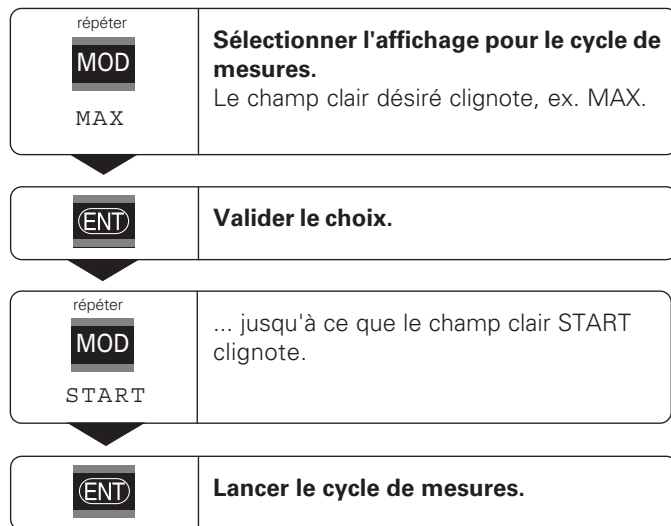 répéter
MOD
MAX
Sélectionner l'affichage pour le cycle de
mesures.
Le champ clair désiré clignote, ex. MAX.
ENT
Valider le choix.
répéter
MOD
START
... jusqu'à ce que le champ clair START
clignote.
ENT
Lancer le cycle de mesures.